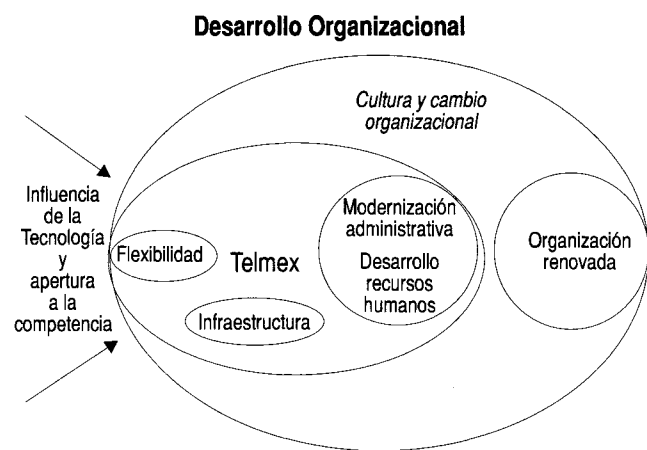 Desarrollo Organizacional
Cultura y cambio
organizacional
Influencia
de la
Tecnología
y
apertura
a la
competencia
Flexibilidad
Telmex
Infraestructura
Modernización
administrativa
Desarrollo
recursos
humanos
Organización
renovada